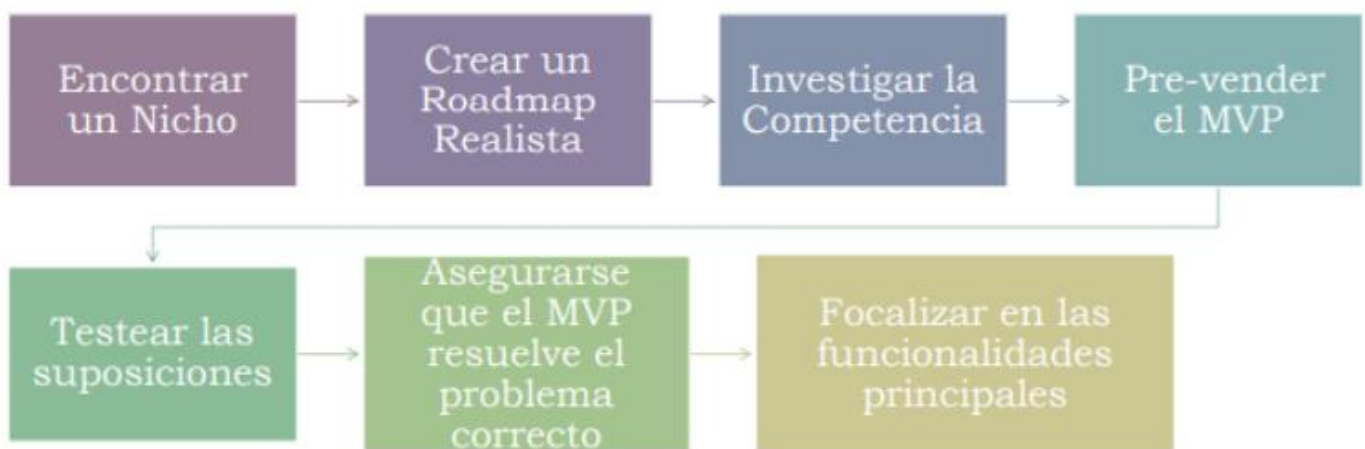 Encontrar
un Nicho
Crear un
Roadmap
Realista
Investigar la
Competencia
Pre-vender
el MVP
Testear las
suposiciones
Asegurarse
que el MVP
resuelve el
problema
correcto
Focalizar en las
funcionalidades
principales